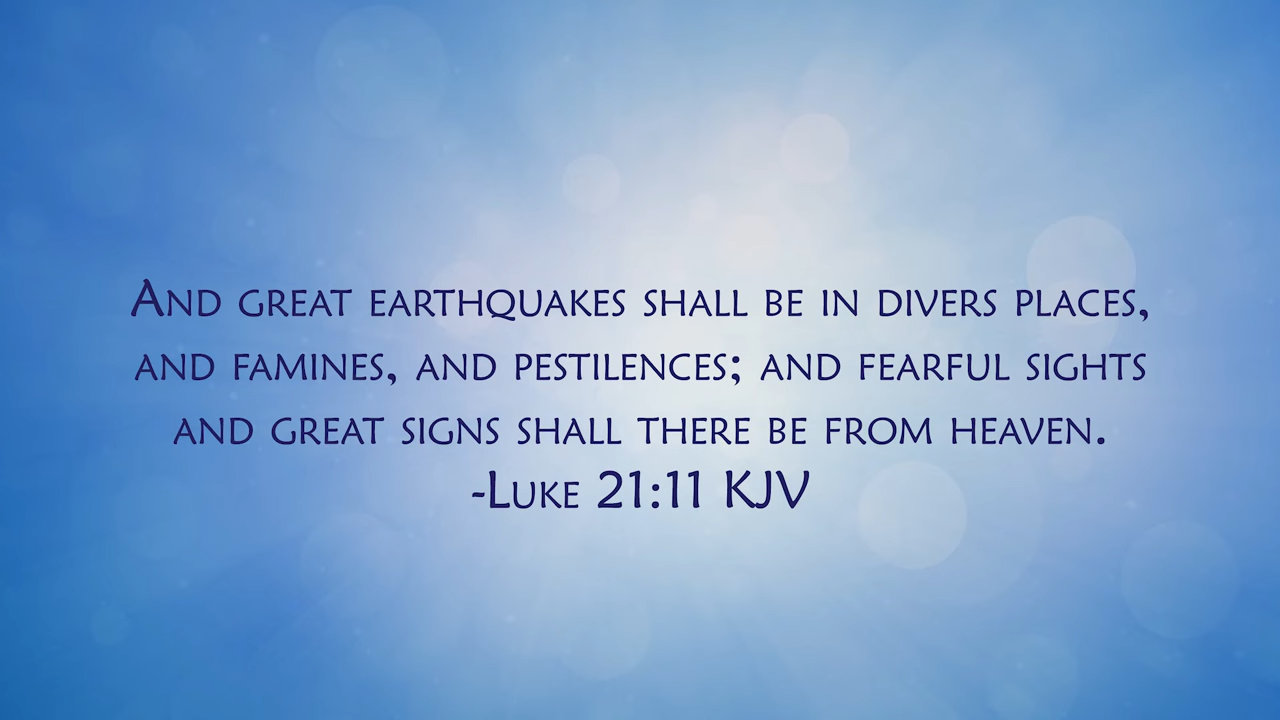 And great earthquakes shall be in divers places,
and famines, and pestilences; and fearful sights
and great signs shall there be from heaven.
-Luke 21:11 KJV